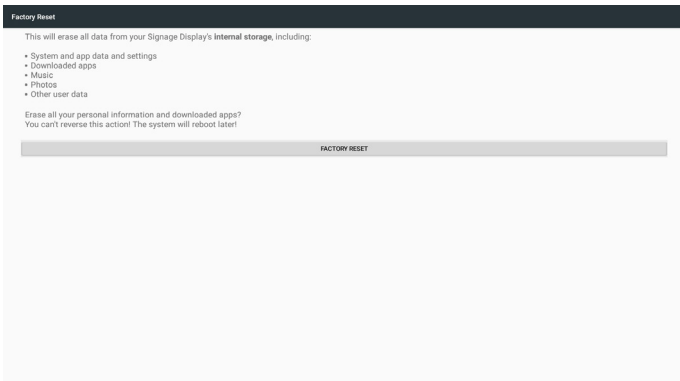 Factory Reset
This will erase all data from your Signage Display's internal storage, including:
• System and app data and settings
• Downloaded apps
• Music
• Photos
• Other user data
Erase all your personal information and downloaded apps?
You can't reverse this action! The system will reboot later!
FACTORY RESET